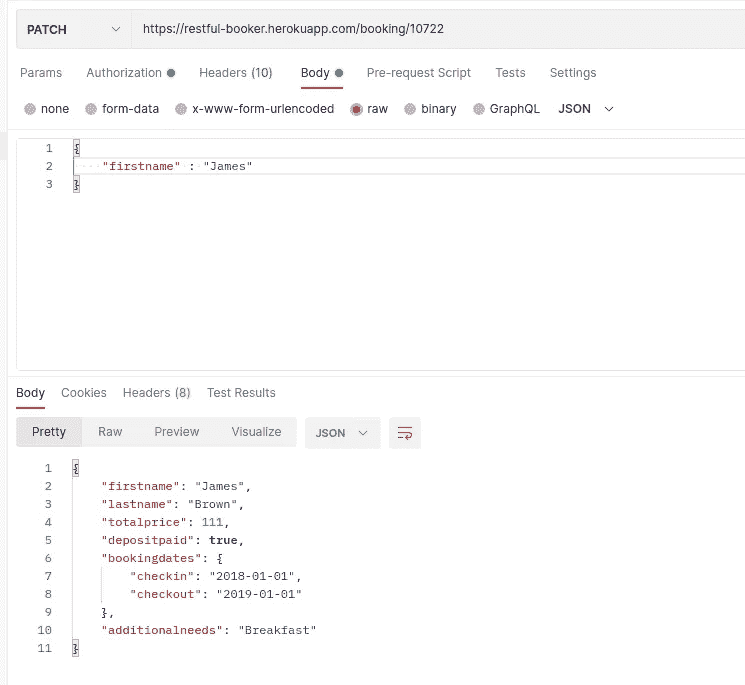 PATCH https://restful-booker.herokuapp.com/booking/10722
Params Authorization Headers (10) Body Pre-request Script Tests Settings
none form-data x-www-form-urlencoded raw binary GraphQL JSON
1 {
2 "firstname" : "James"
3 }
Body Cookies Headers (8) Test Results
Pretty Raw Preview Visualize JSON
1 {
2 "firstname": "James",
3 "lastname": "Brown",
4 "totalprice": 111,
5 "depositpaid": true,
6 "bookingdates": {
7 "checkin": "2018-01-01",
8 "checkout": "2019-01-01"
9 },
10 "additionalneeds": "Breakfast"
11 }